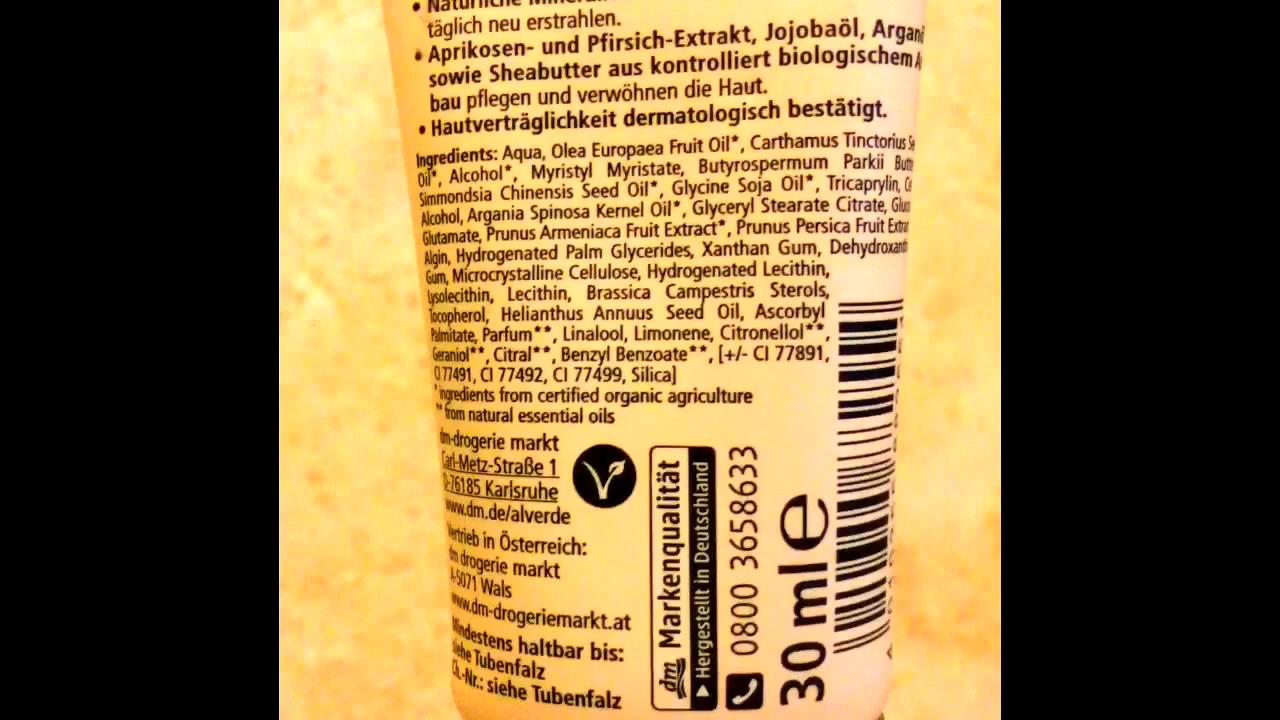 • Natürliche
täglich neu erstrahlen.
• Aprikosen- und Pfirsich-Extrakt, Jojobaöl,
sowie Sheabutter aus kontrolliert biologischem
bau pflegen und verwöhnen die Haut.
• Hautverträglichkeit dermatologisch bestätigt.
Ingredients: Aqua, Olea Europaea Fruit Oil*, Carthamus Tinctorius
Oil*, Alcohol*, Myristyl Myristate, Butyrospermum Parkii
Simmondsia Chinensis Seed Oil*, Glycine Soja Oil*, Tricaprylin,
Alcohol, Argania Spinosa Kernel Oil*, Glyceryl Stearate Citrate,
Glutamate, Prunus Armeniaca Fruit Extract*, Prunus Persica Fruit
Algin, Hydrogenated Palm Glycerides, Xanthan Gum,
Gum, Microcrystalline Cellulose, Hydrogenated Lecithin,
Lysolecithin, Lecithin, Brassica Campestris Sterols,
Tocopherol, Helianthus Annuus Seed Oil, Ascorbyl
Palmitate, Parfum**, Linalool, Limonene, Citronellol**,
Geraniol**, Citral**, Benzyl Benzoate**, [+/- CI 77891,
CI 77491, CI 77492, CI 77499, Silica]
* ingredients from certified organic agriculture
** from natural essential oils
dm-drogerie markt
Carl-Metz-Straße 1
D-76185 Karlsruhe
www.dm.de/alverde
Vertrieb in Österreich:
dm drogerie markt
A-5071 Wals
www.dm-drogeriemarkt.at
Mindestens haltbar bis:
siehe Tubenfalz
Ch.-Nr.: siehe Tubenfalz
dm Markenqualität
Hergestellt in Deutschland
0800 3658633
30 ml e